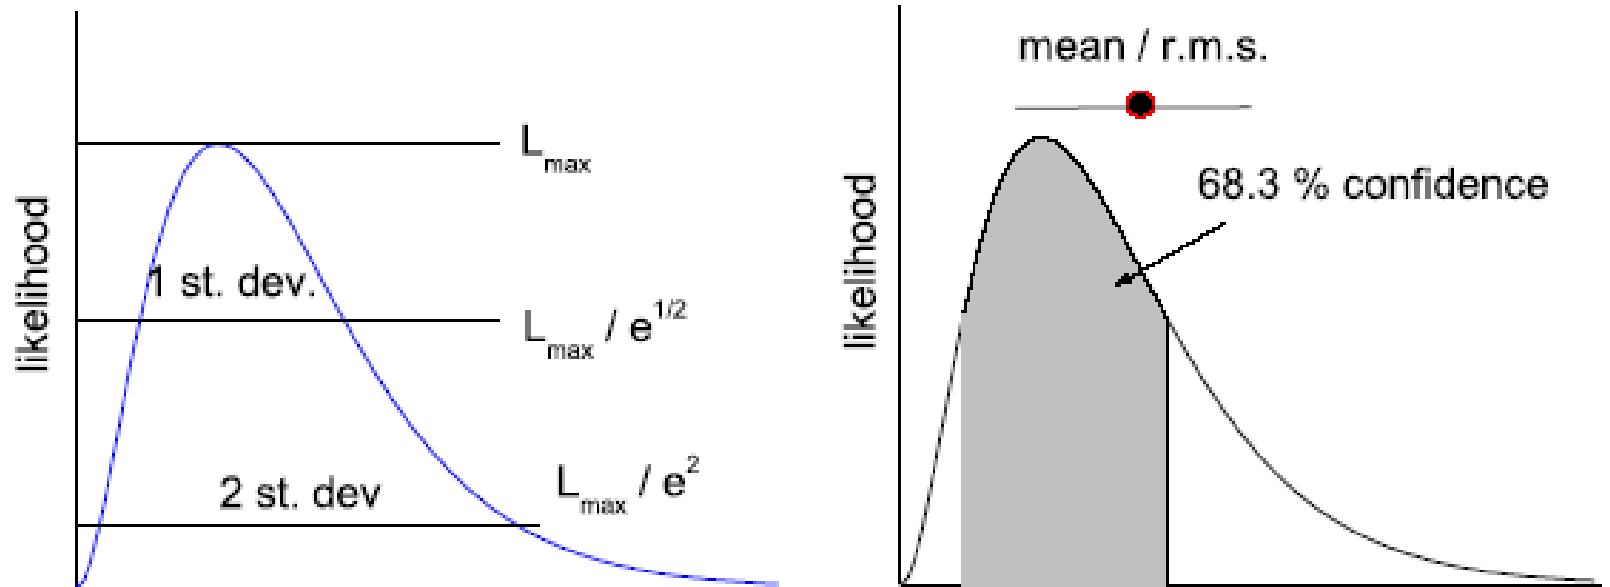 likelihood
L_max
1 st. dev.
L_max / e^1/2
2 st. dev
L_max / e^2
likelihood
mean / r.m.s.
68.3 % confidence